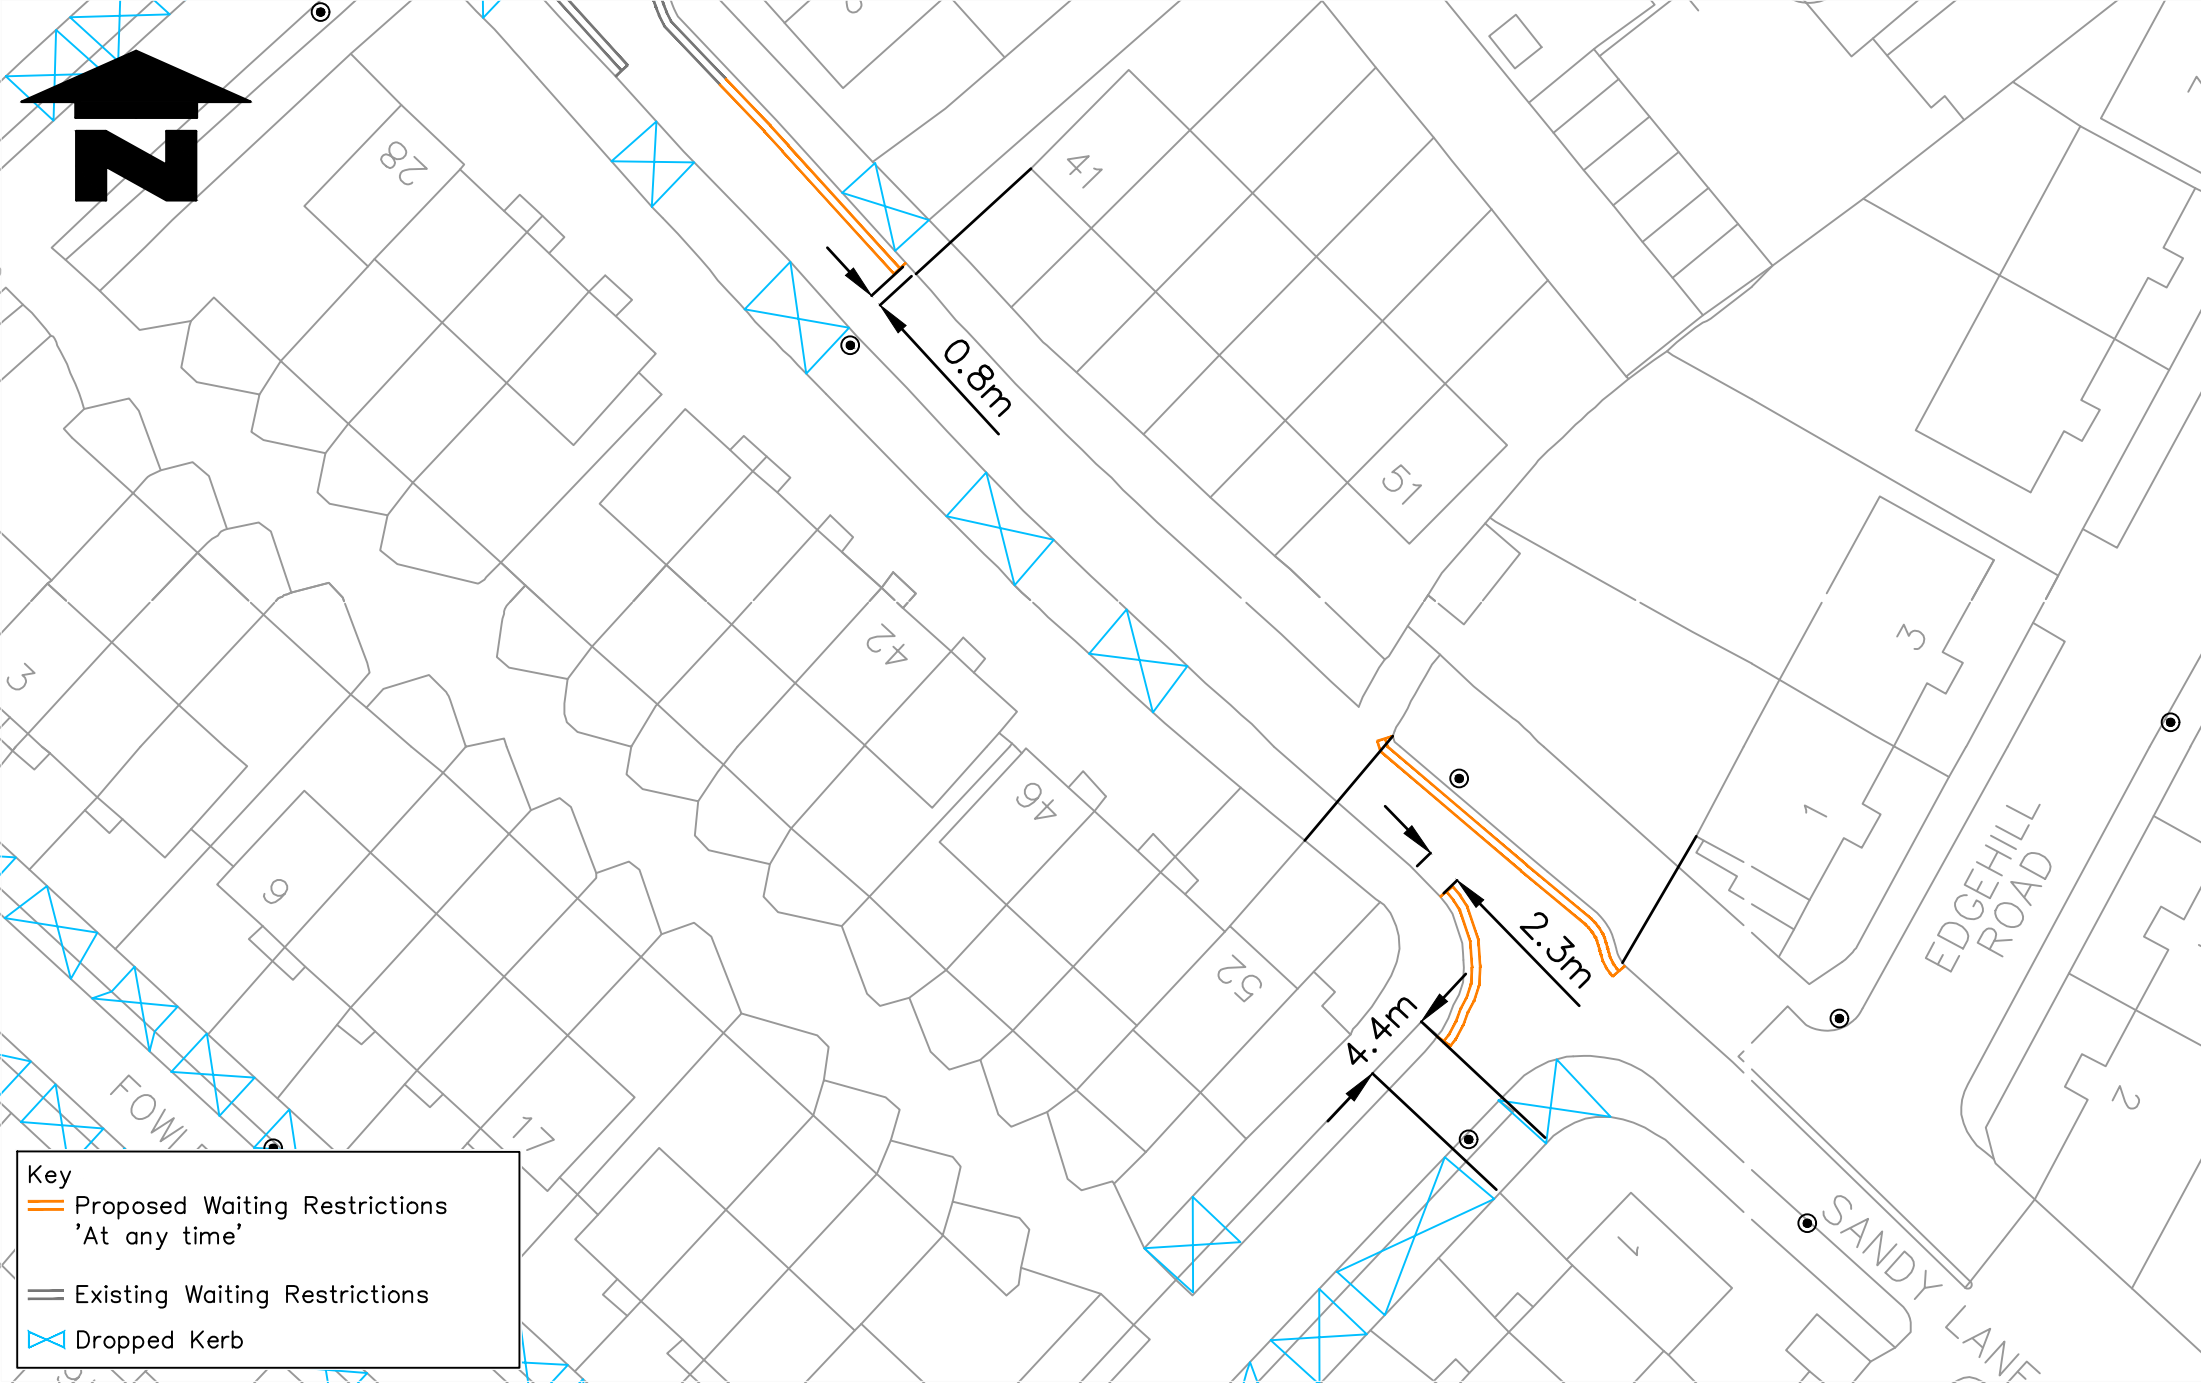 N
28
41
0.8m
51
42
3
3
46
1
9
52
2.3m
4.4m
EDGEHILL
ROAD
2
17
1
SANDY LANE
Key
Proposed Waiting Restrictions
'At any time'
Existing Waiting Restrictions
Dropped Kerb